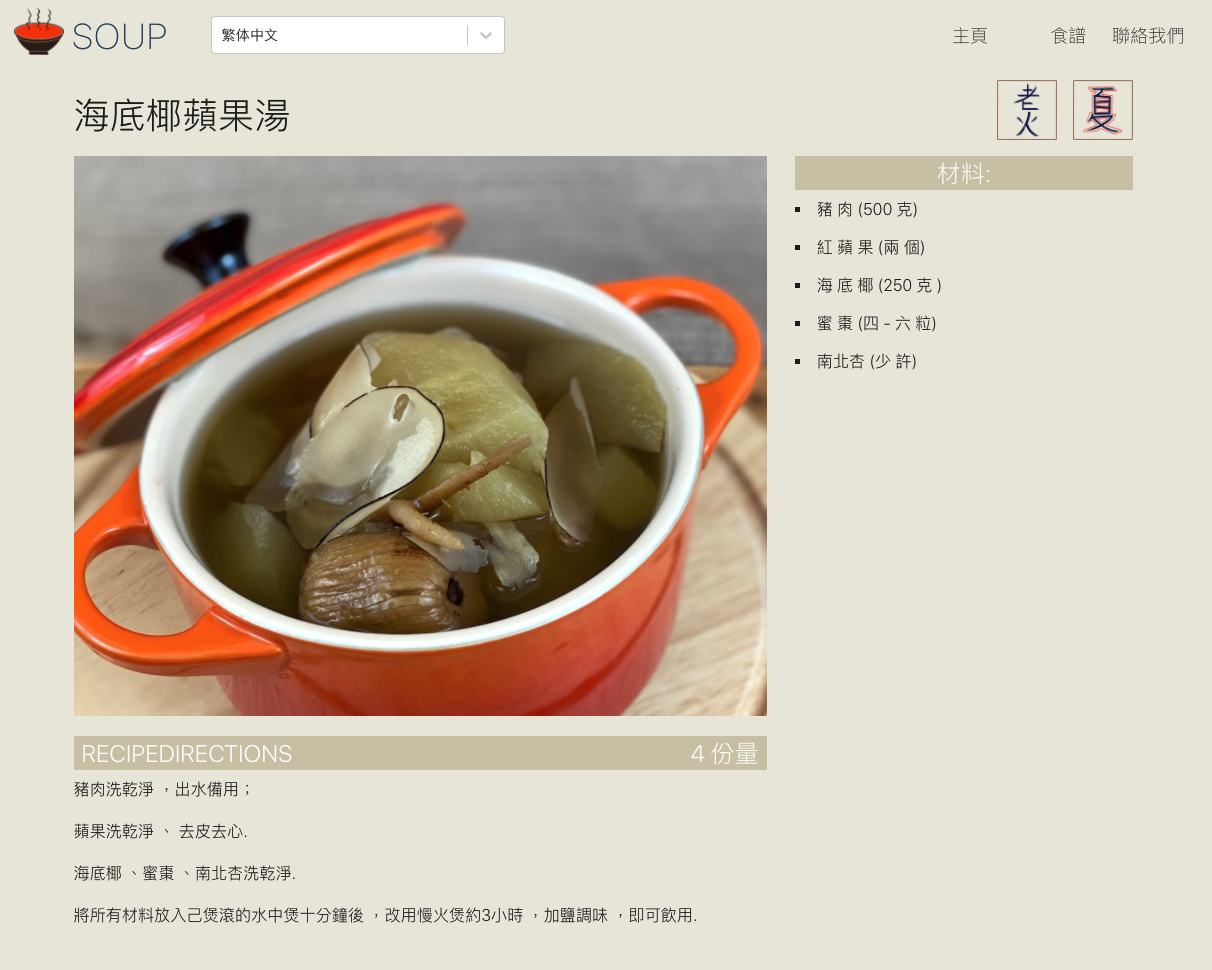 SOUP
繁体中文
主頁
食譜
聯絡我們
海底椰蘋果湯
老火
夏
材料:
豬 肉 (500 克)
紅 蘋 果 (兩 個)
海 底 椰 (250 克 )
蜜 棗 (四 - 六 粒)
南北杏 (少 許)
RECIPEDIRECTIONS
4 份量
豬肉洗乾淨 ，出水備用；
蘋果洗乾淨 、 去皮去心.
海底椰 、蜜棗 、南北杏洗乾淨.
將所有材料放入己煲滾的水中煲十分鐘後 ，改用慢火煲約3小時 ，加鹽調味 ，即可飲用.